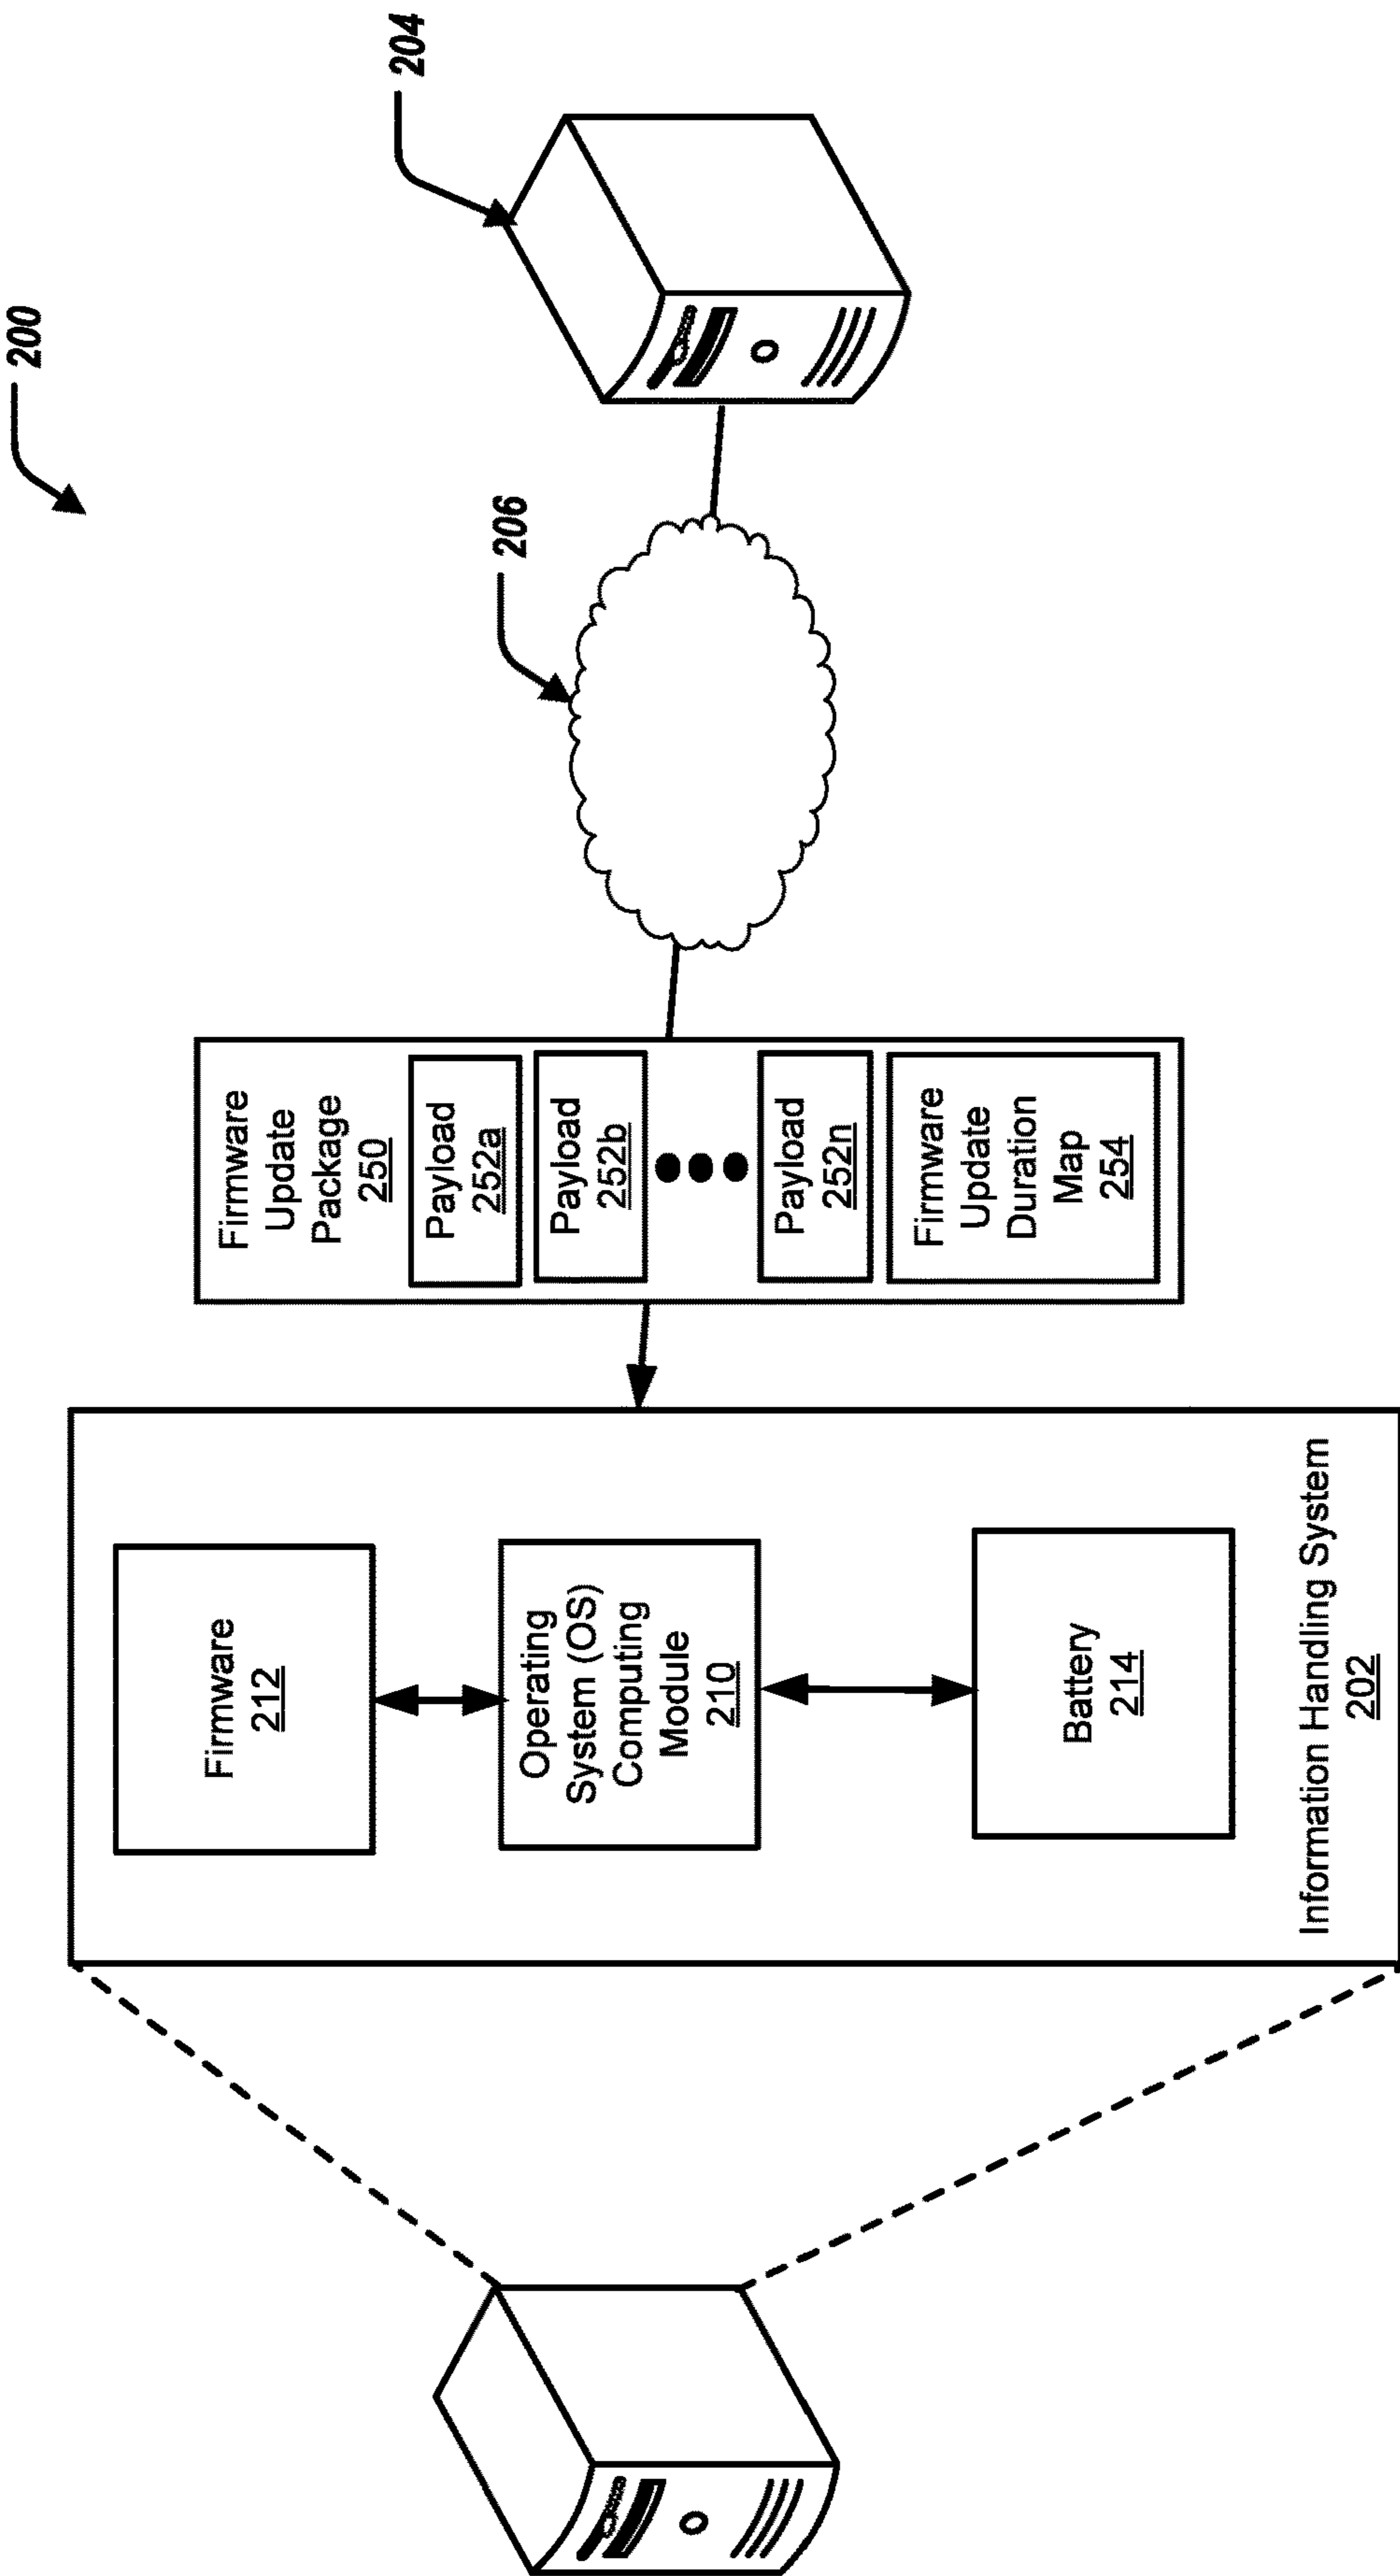 200
204
206
Firmware
Update
Package
250
Payload
252a
Payload
252b
Payload
252n
Firmware
Update
Duration
Map
254
Firmware
212
Operating
System (OS)
Computing
Module
210
Battery
214
Information Handling System
202